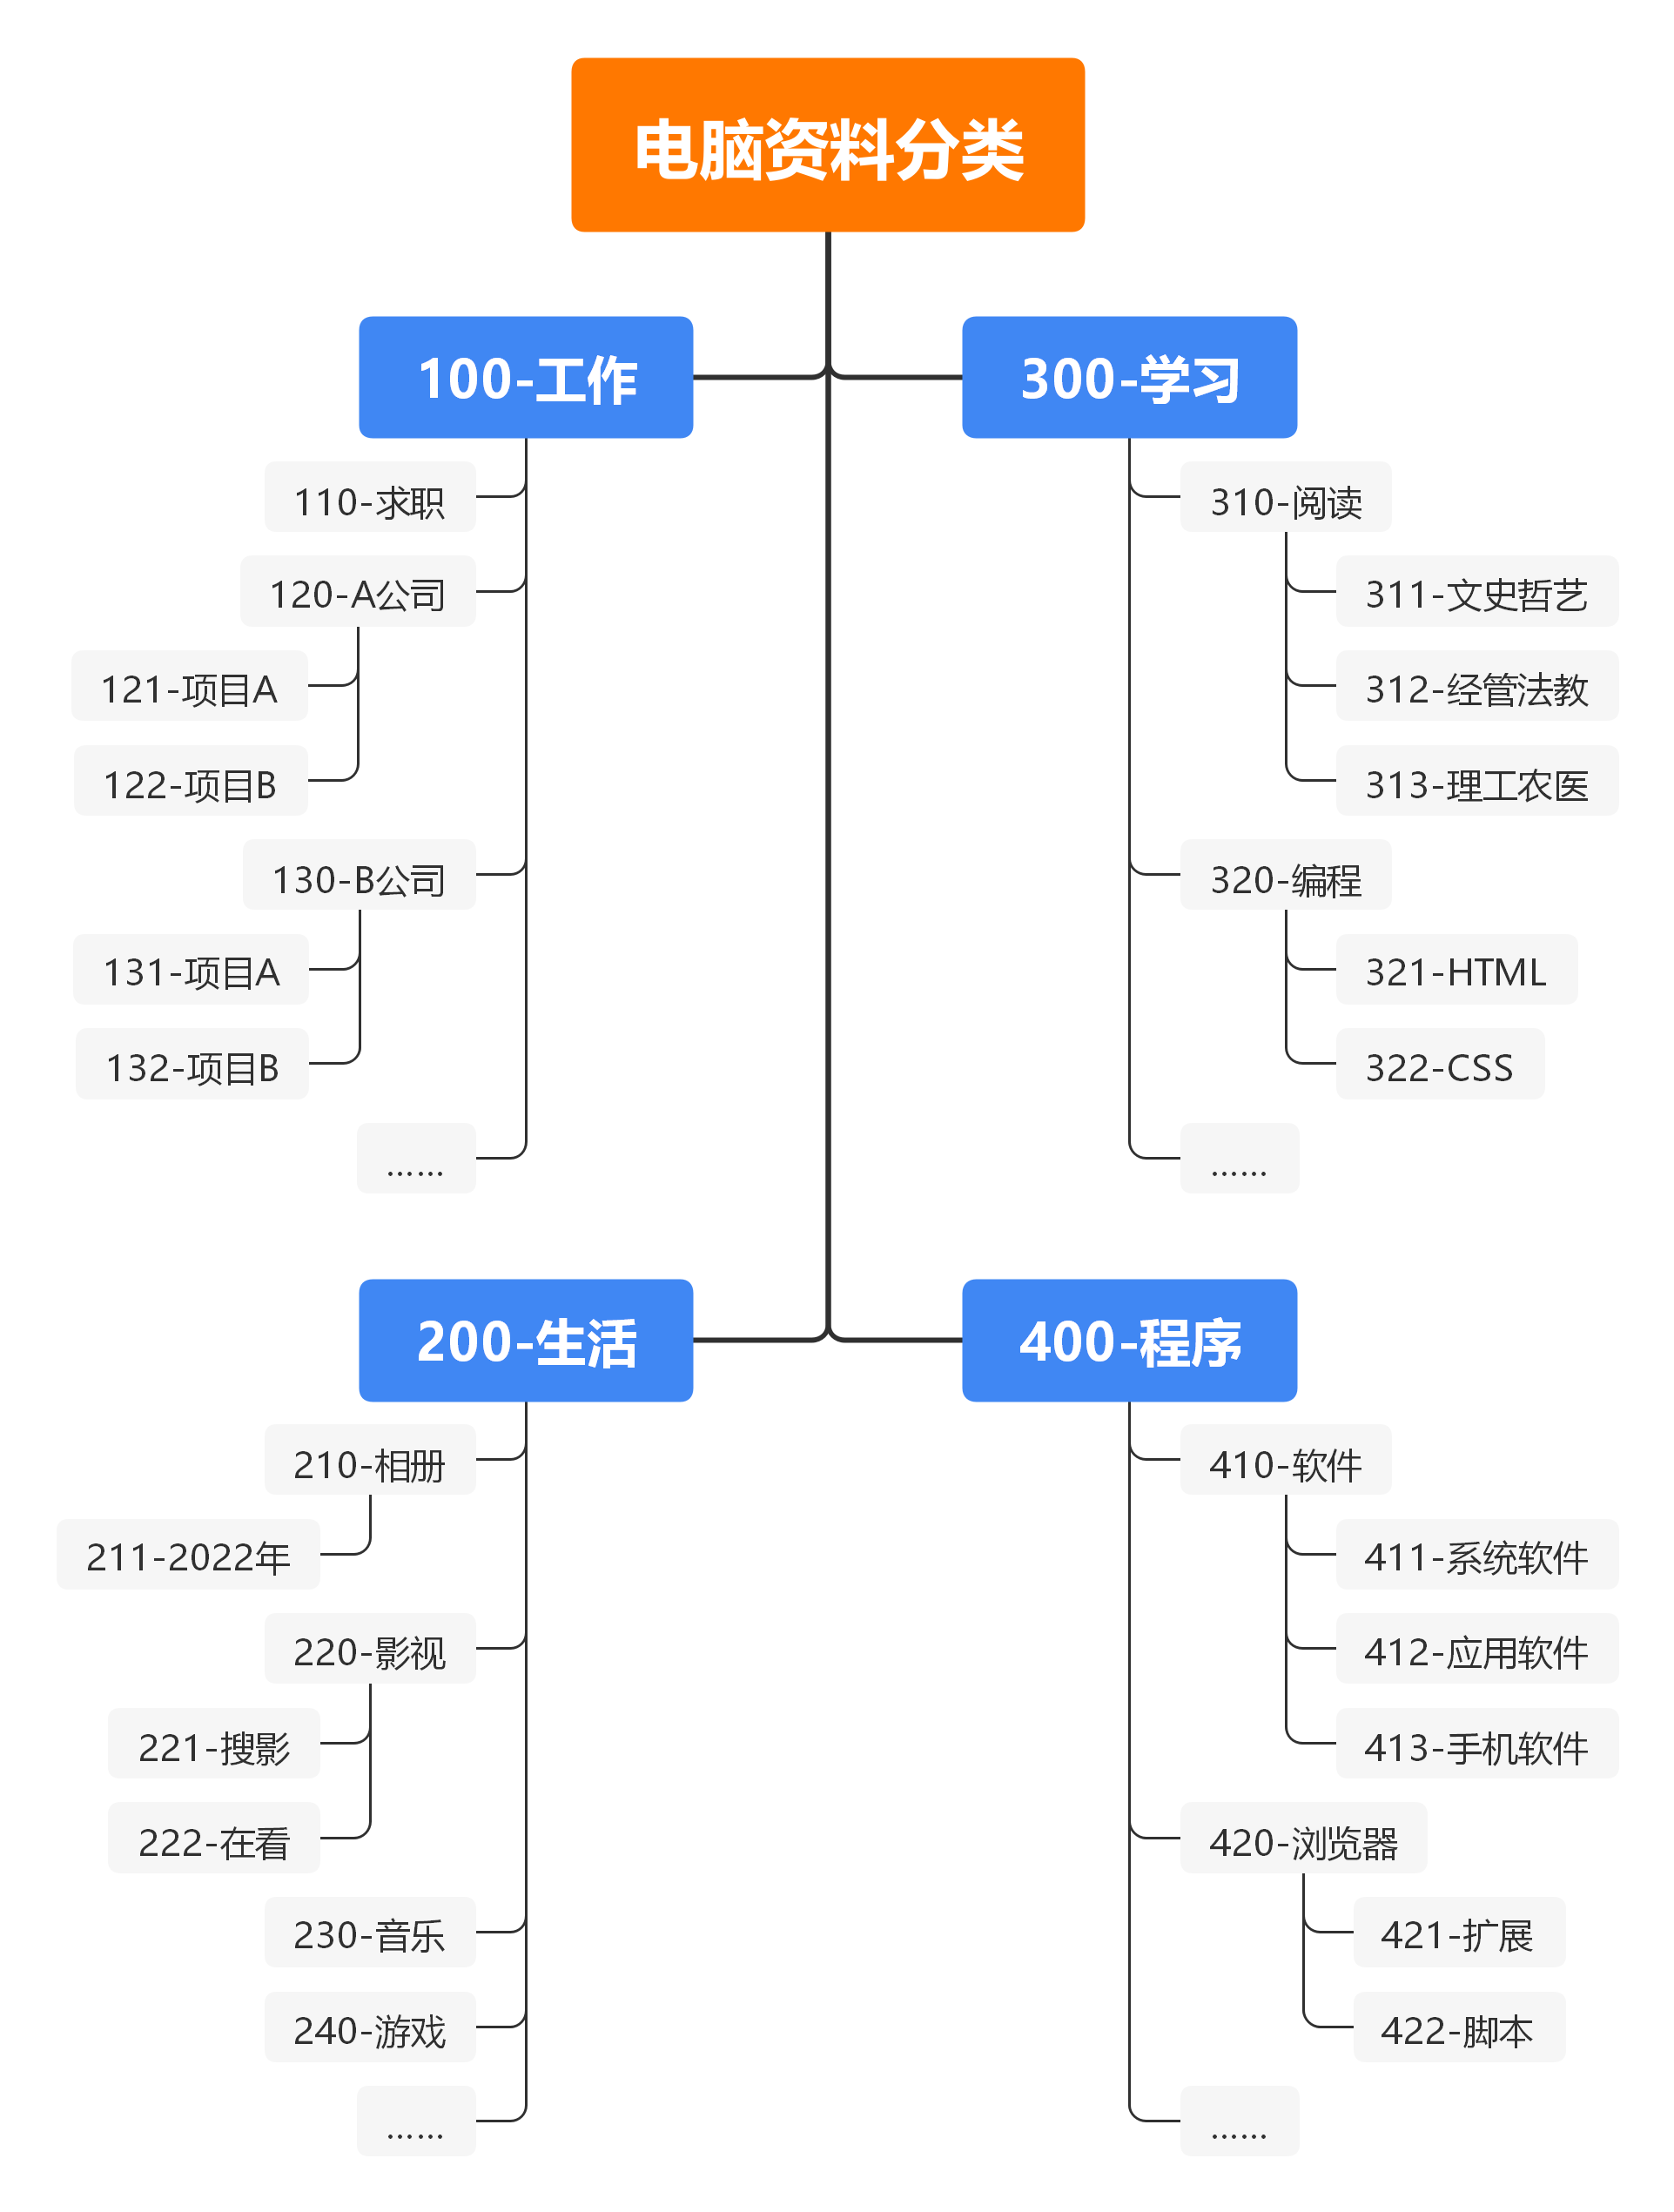 电脑资料分类
100-工作
110-求职
120-A公司
121-项目A
122-项目B
130-B公司
131-项目A
132-项目B
……
200-生活
210-相册
211-2022年
220-影视
221-搜影
222-在看
230-音乐
240-游戏
……
300-学习
310-阅读
311-文史哲艺
312-经管法教
313-理工农医
320-编程
321-HTML
322-CSS
……
400-程序
410-软件
411-系统软件
412-应用软件
413-手机软件
420-浏览器
421-扩展
422-脚本
……